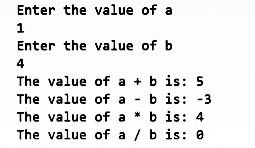 Enter the value of a
1
Enter the value of b
4
The value of a + b is: 5
The value of a - b is: -3
The value of a * b is: 4
The value of a / b is: 0